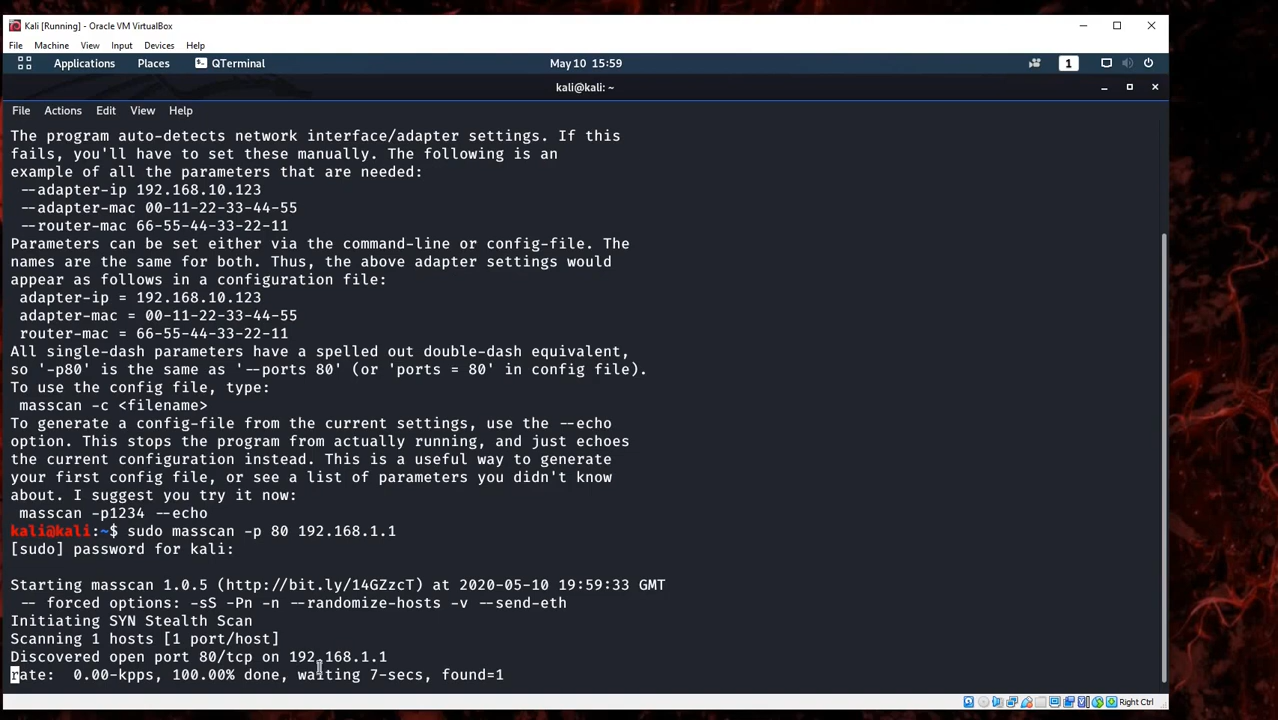 Kali [Running] - Oracle VM VirtualBox
File Machine View Input Devices Help
Applications Places QTerminal May 10 15:59 1
kali@kali: ~
File Actions Edit View Help
The program auto-detects network interface/adapter settings. If this
fails, you'll have to set these manually. The following is an
example of all the parameters that are needed:
--adapter-ip 192.168.10.123
--adapter-mac 00-11-22-33-44-55
--router-mac 66-55-44-33-22-11
Parameters can be set either via the command-line or config-file. The
names are the same for both. Thus, the above adapter settings would
appear as follows in a configuration file:
adapter-ip = 192.168.10.123
adapter-mac = 00-11-22-33-44-55
router-mac = 66-55-44-33-22-11
All single-dash parameters have a spelled out double-dash equivalent,
so '-p80' is the same as '--ports 80' (or 'ports = 80' in config file).
To use the config file, type:
masscan -c <filename>
To generate a config-file from the current settings, use the --echo
option. This stops the program from actually running, and just echoes
the current configuration instead. This is a useful way to generate
your first config file, or see a list of parameters you didn't know
about. I suggest you try it now:
masscan -p1234 --echo
kali@kali:~$ sudo masscan -p 80 192.168.1.1
[sudo] password for kali:
Starting masscan 1.0.5 (http://bit.ly/14GZzcT) at 2020-05-10 19:59:33 GMT
-- forced options: -sS -Pn -n --randomize-hosts -v --send-eth
Initiating SYN Stealth Scan
Scanning 1 hosts [1 port/host]
Discovered open port 80/tcp on 192.168.1.1
rate: 0.00-kpps, 100.00% done, waiting 7-secs, found=1
Right Ctrl